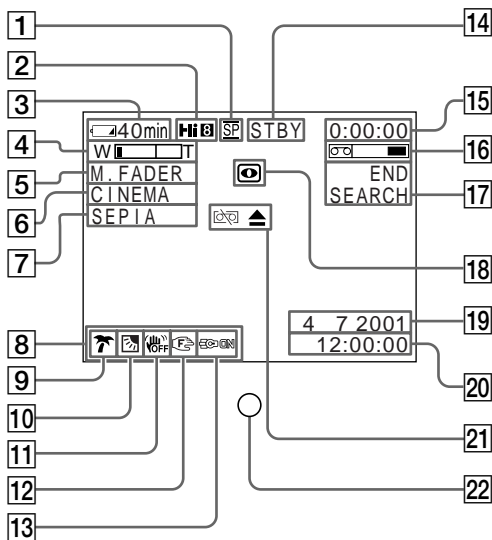 1
14
2
3
15
40min Hi8 SP STBY 0:00:00
4
W T
16
5
M.FADER
END
6
CINEMA
SEARCH
17
7
SEPIA
18
8
OFF F ON
4 7 2001
19
12:00:00
20
9
10
11
21
12
22
13